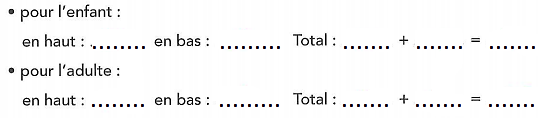 • pour l'enfant :
en haut : ........ en bas : ......... Total : ....... + ....... = .......
• pour l'adulte :
en haut : ........ en bas : ......... Total : ....... + ....... = .......